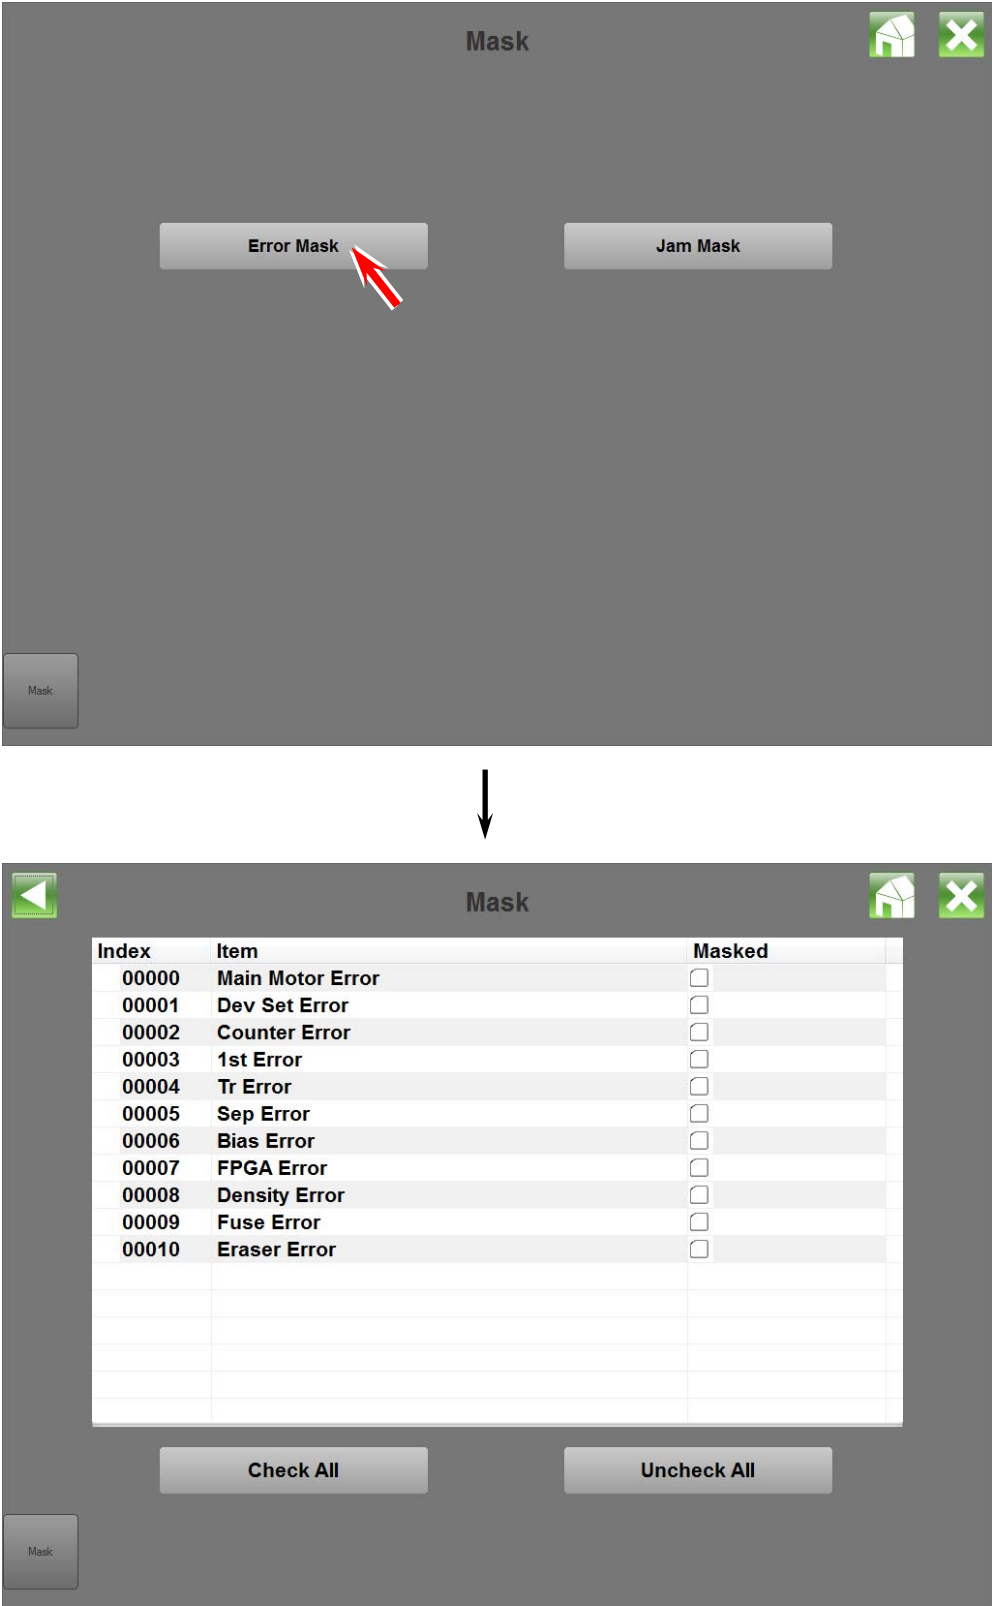 Mask
Error Mask
Jam Mask
Mask
Mask
Index Item Masked
00000 Main Motor Error
00001 Dev Set Error
00002 Counter Error
00003 1st Error
00004 Tr Error
00005 Sep Error
00006 Bias Error
00007 FPGA Error
00008 Density Error
00009 Fuse Error
00010 Eraser Error
Check All
Uncheck All
Mask